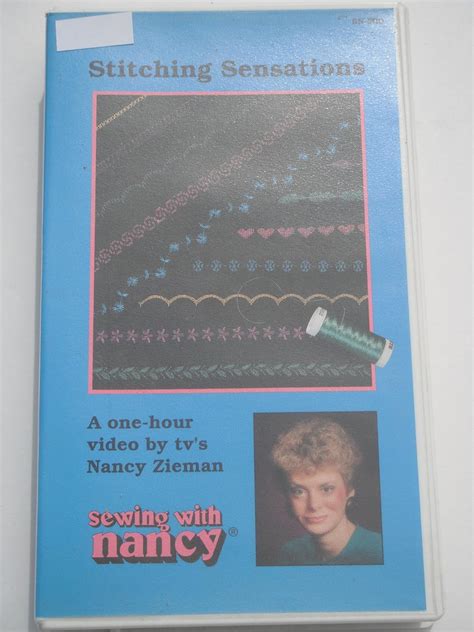 Stitching Sensations
A one-hour
video by tv's
Nancy Zieman
sewing with
nancy®